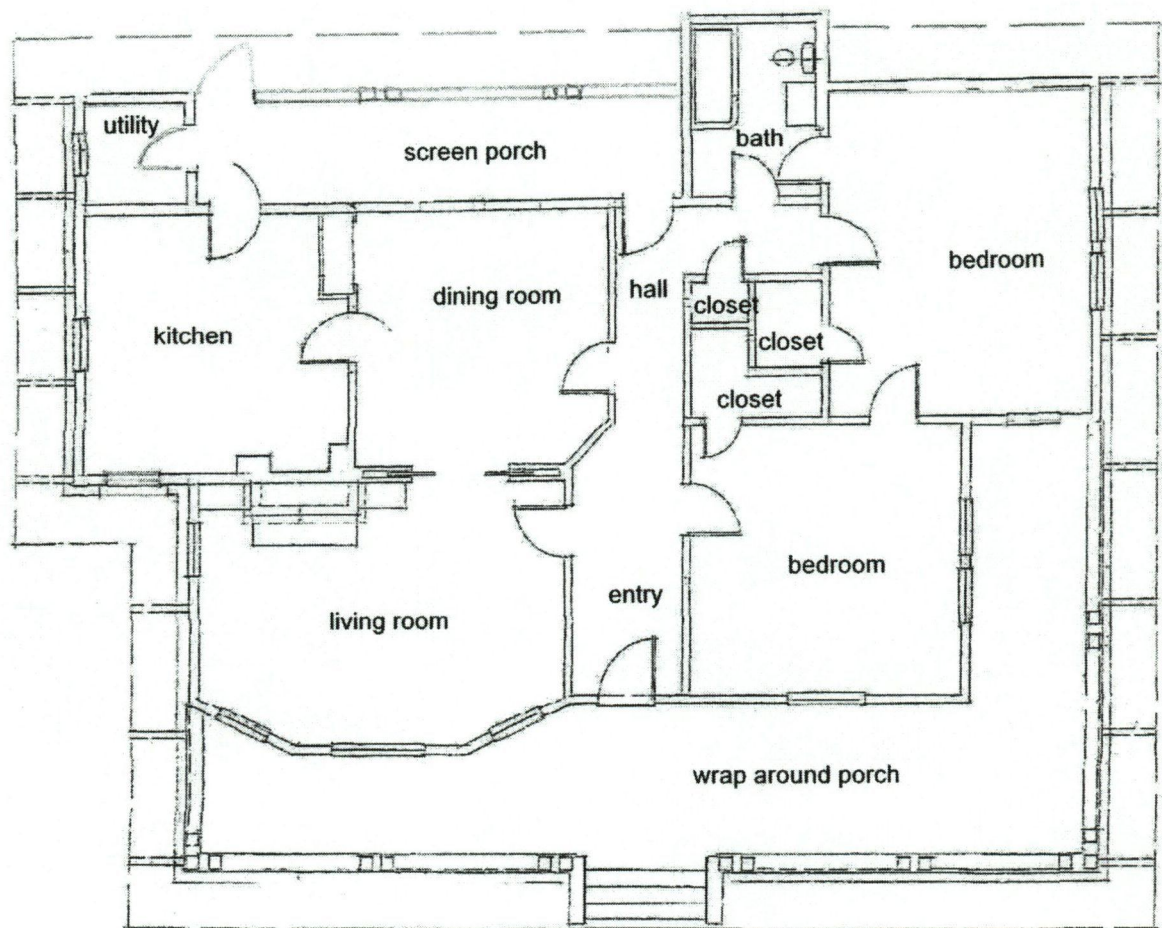 utility
bath
screen porch
bedroom
dining room
hall
closet
kitchen
closet
closet
bedroom
entry
living room
wrap around porch